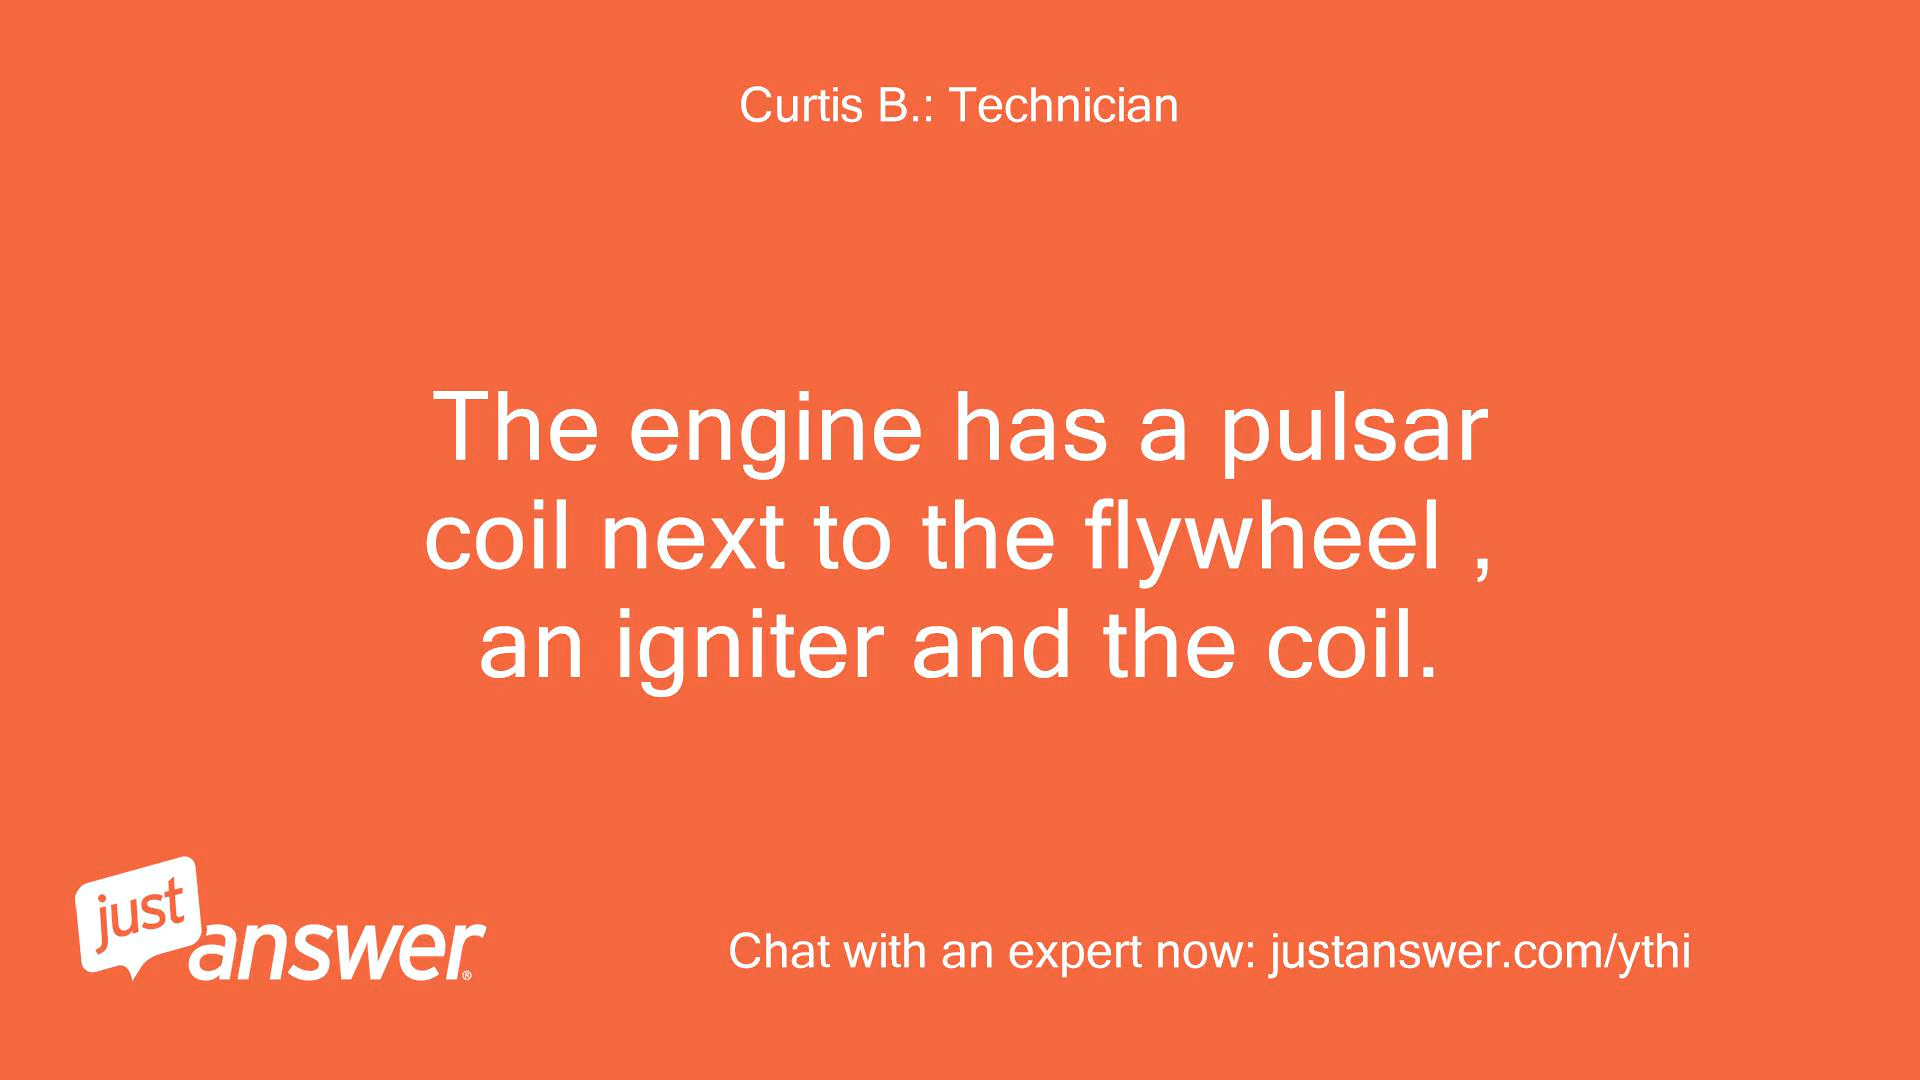 Curtis B.: Technician
The engine has a pulsar
coil next to the flywheel ,
an igniter and the coil.
just
answer®
Chat with an expert now: justanswer.com/ythi